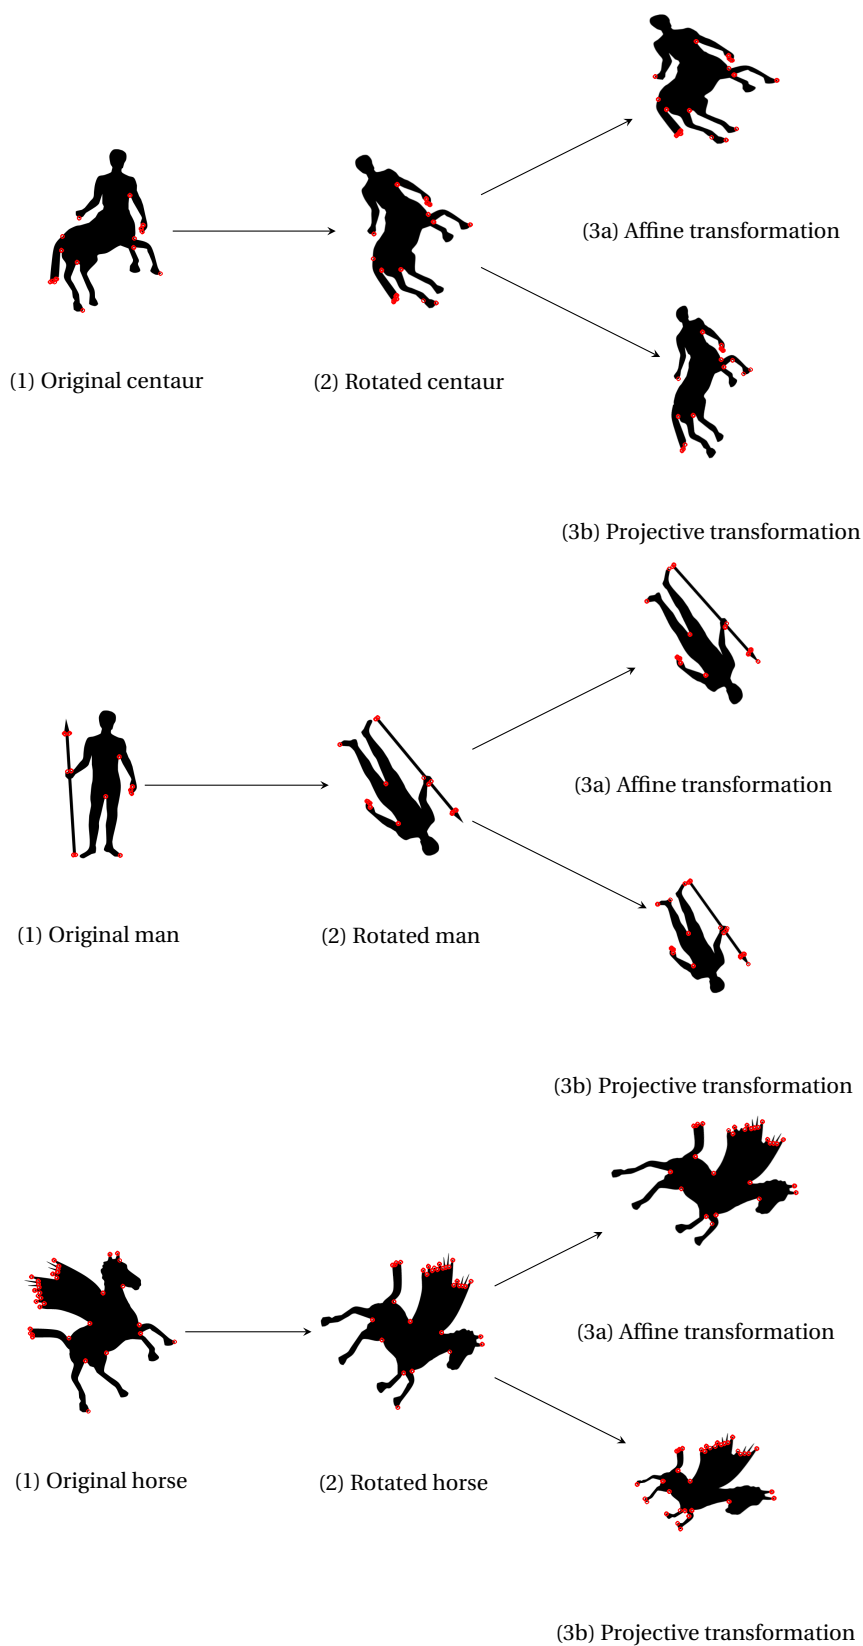 (3a) Affine transformation
(1) Original centaur
(2) Rotated centaur
(3b) Projective transformation
(3a) Affine transformation
(1) Original man
(2) Rotated man
(3b) Projective transformation
(3a) Affine transformation
(1) Original horse
(2) Rotated horse
(3b) Projective transformation